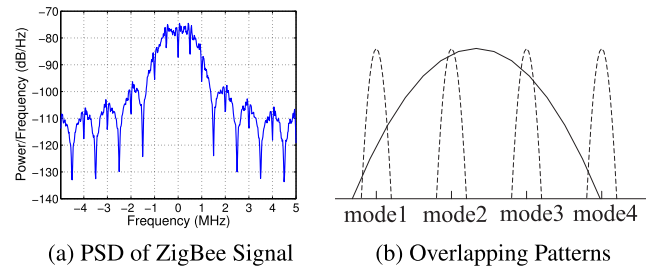 Power/Frequency (dB/Hz)
-70
-80
-90
-100
-110
-120
-130
-140
-4 -3 -2 -1 0 1 2 3 4 5
Frequency (MHz)
mode1 mode2 mode3 mode4
(a) PSD of ZigBee Signal
(b) Overlapping Patterns